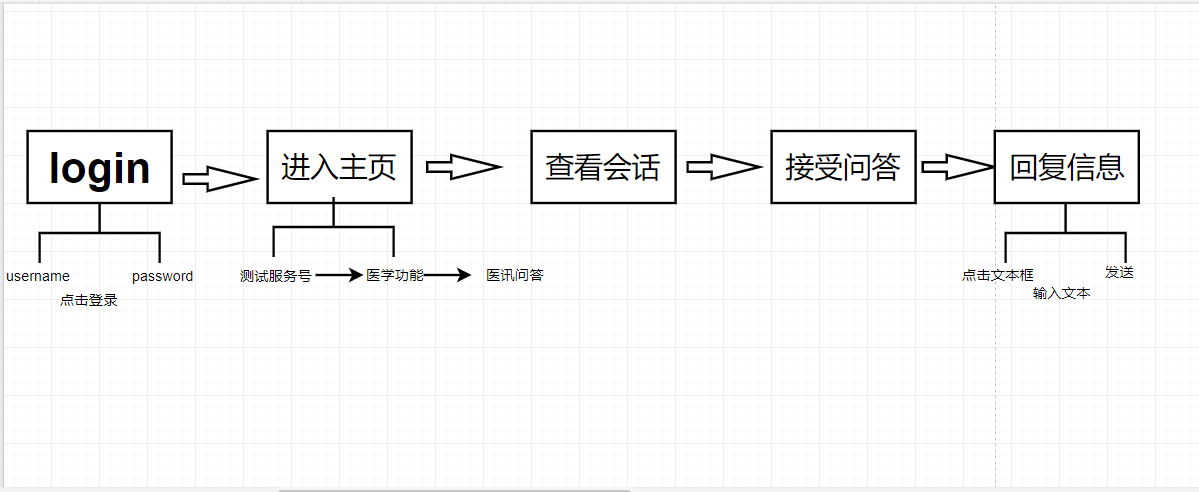 login
进入主页
查看会话
接受问答
回复信息
username
password
点击登录
测试服务号
医学功能
医讯问答
点击文本框
输入文本
发送